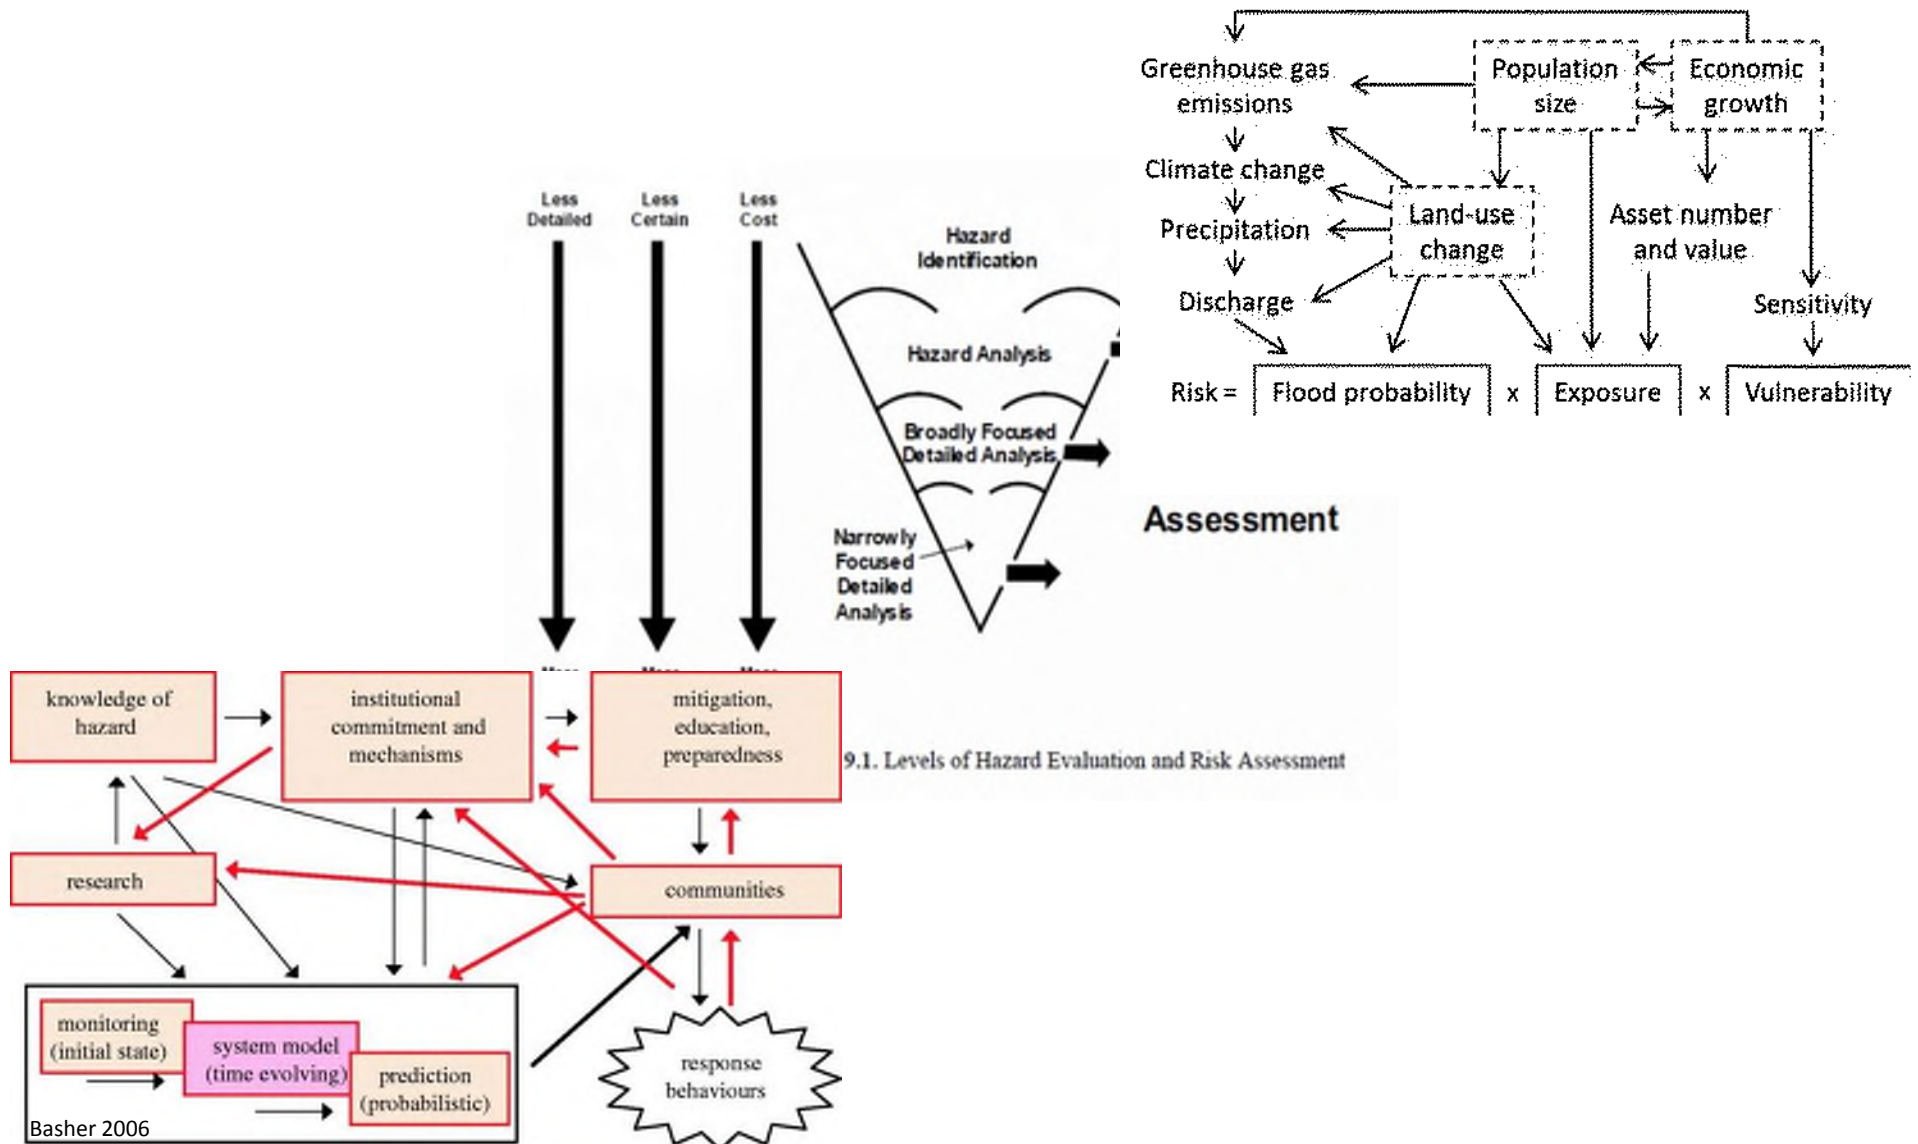 Greenhouse gas
emissions
Population
size
Economic
growth
Climate change
Precipitation
Discharge
Land-use
change
Asset number
and value
Sensitivity
Risk =
Flood probability
x
Exposure
x
Vulnerability
Less
Detailed
Less
Certain
Less
Cost
Hazard
Identification
Hazard Analysis
Broadly Focused
Detailed Analysis
Narrowly
Focused
Detailed
Analysis
Assessment
9.1. Levels of Hazard Evaluation and Risk Assessment
knowledge of
hazard
institutional
commitment and
mechanisms
mitigation,
education,
preparedness
research
communities
monitoring
(initial state)
system model
(time evolving)
prediction
(probabilistic)
response
behaviours
Basher 2006